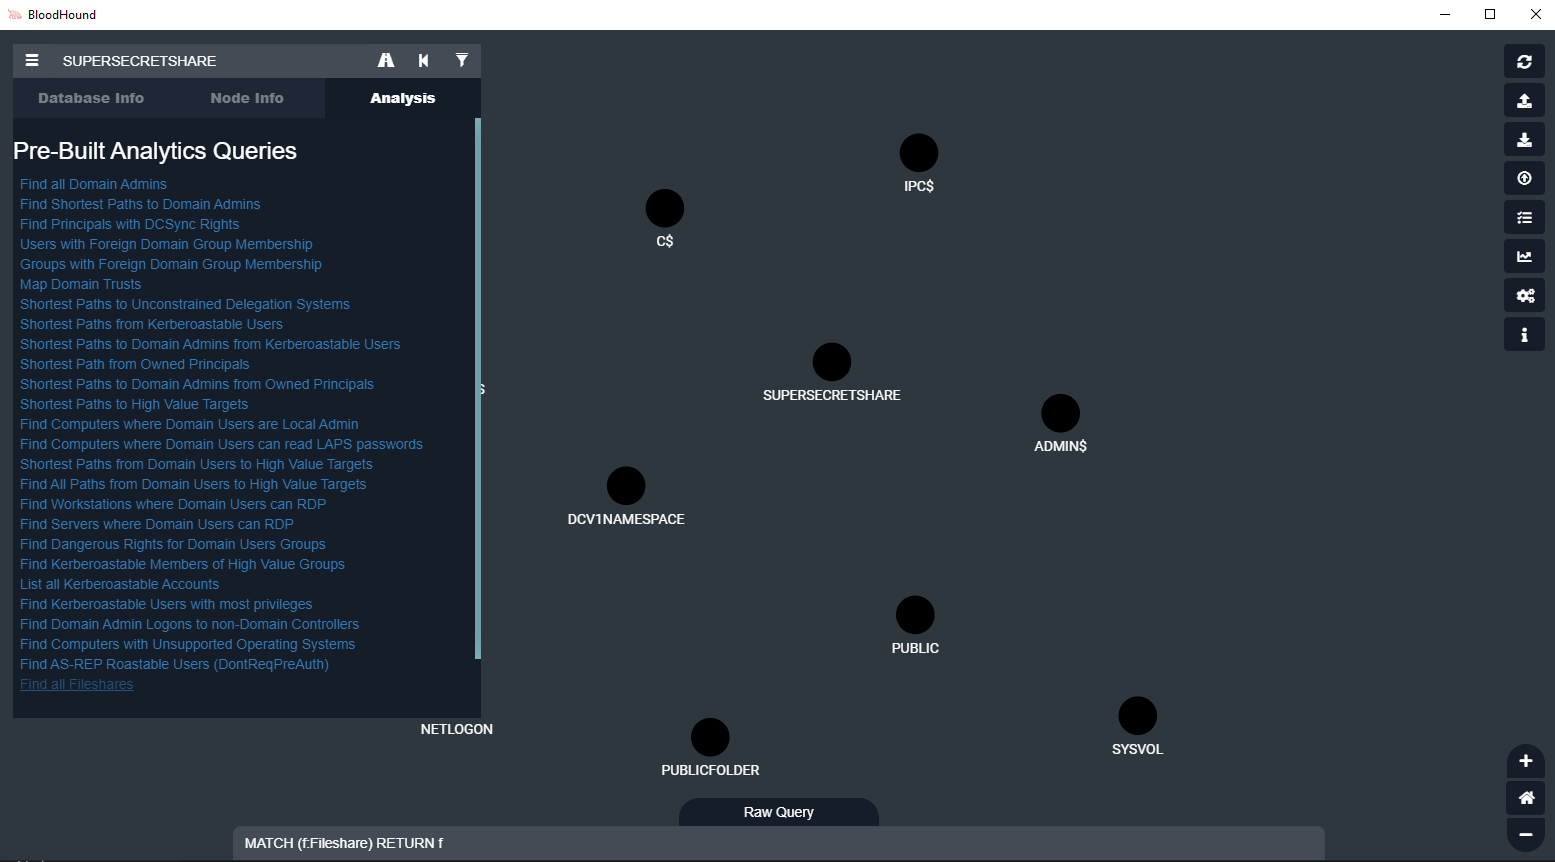 BloodHound
SUPERSECRETSHARE
Database Info
Node Info
Analysis
Pre-Built Analytics Queries
Find all Domain Admins
Find Shortest Paths to Domain Admins
Find Principals with DCSync Rights
Users with Foreign Domain Group Membership
Groups with Foreign Domain Group Membership
Map Domain Trusts
Shortest Paths to Unconstrained Delegation Systems
Shortest Paths from Kerberoastable Users
Shortest Paths to Domain Admins from Kerberoastable Users
Shortest Path from Owned Principals
Shortest Paths to Domain Admins from Owned Principals
Shortest Paths to High Value Targets
Find Computers where Domain Users are Local Admin
Find Computers where Domain Users can read LAPS passwords
Shortest Paths from Domain Users to High Value Targets
Find All Paths from Domain Users to High Value Targets
Find Workstations where Domain Users can RDP
Find Servers where Domain Users can RDP
Find Dangerous Rights for Domain Users Groups
Find Kerberoastable Members of High Value Groups
List all Kerberoastable Accounts
Find Kerberoastable Users with most privileges
Find Domain Admin Logons to non-Domain Controllers
Find Computers with Unsupported Operating Systems
Find AS-REP Roastable Users (DontReqPreAuth)
Find all Fileshares
IPC$
C$
SUPERSECRETSHARE
ADMIN$
DCV1NAMESPACE
PUBLIC
NETLOGON
SYSVOL
PUBLICFOLDER
Raw Query
MATCH (f:Fileshare) RETURN f